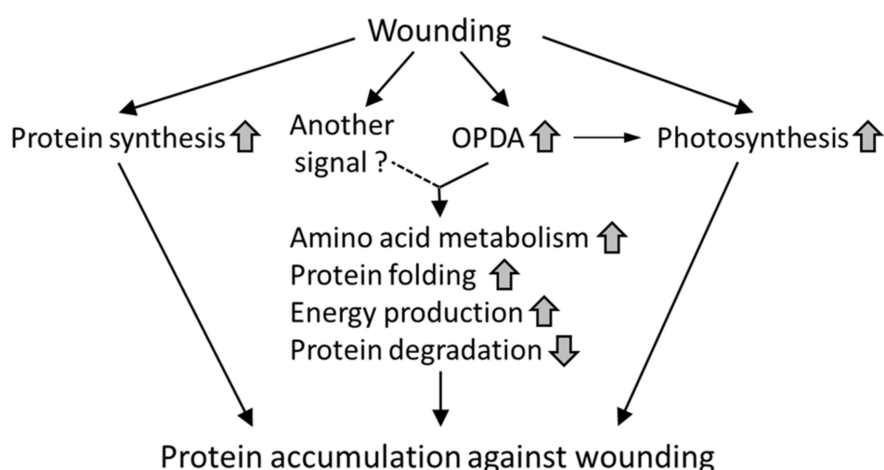 Wounding
Protein synthesis
Another
signal ?
OPDA
Photosynthesis
Amino acid metabolism
Protein folding
Energy production
Protein degradation
Protein accumulation against wounding